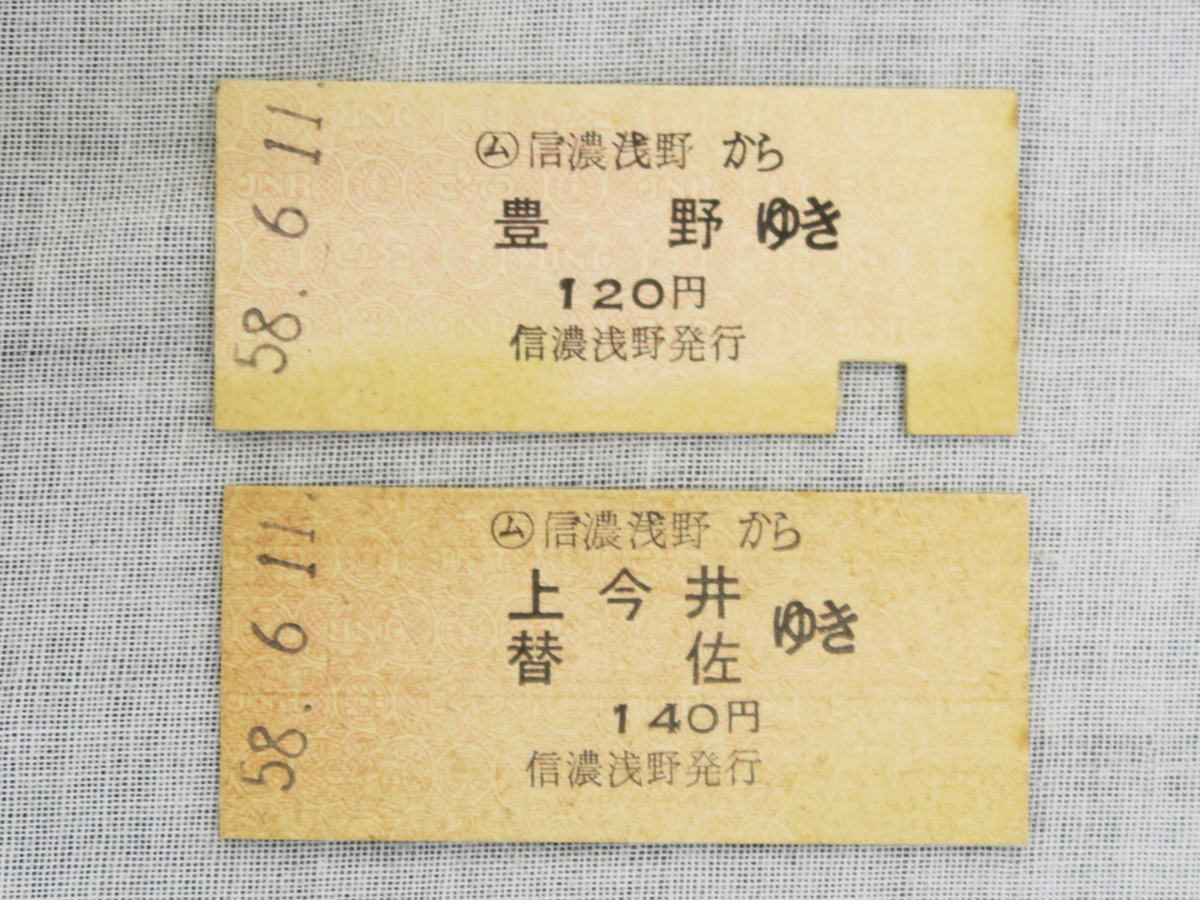 58.6.11.
㋰信濃浅野 から
豊野 ゆき
120円
信濃浅野発行
58.6.11.
㋰信濃浅野 から
上今井
替佐 ゆき
140円
信濃浅野発行